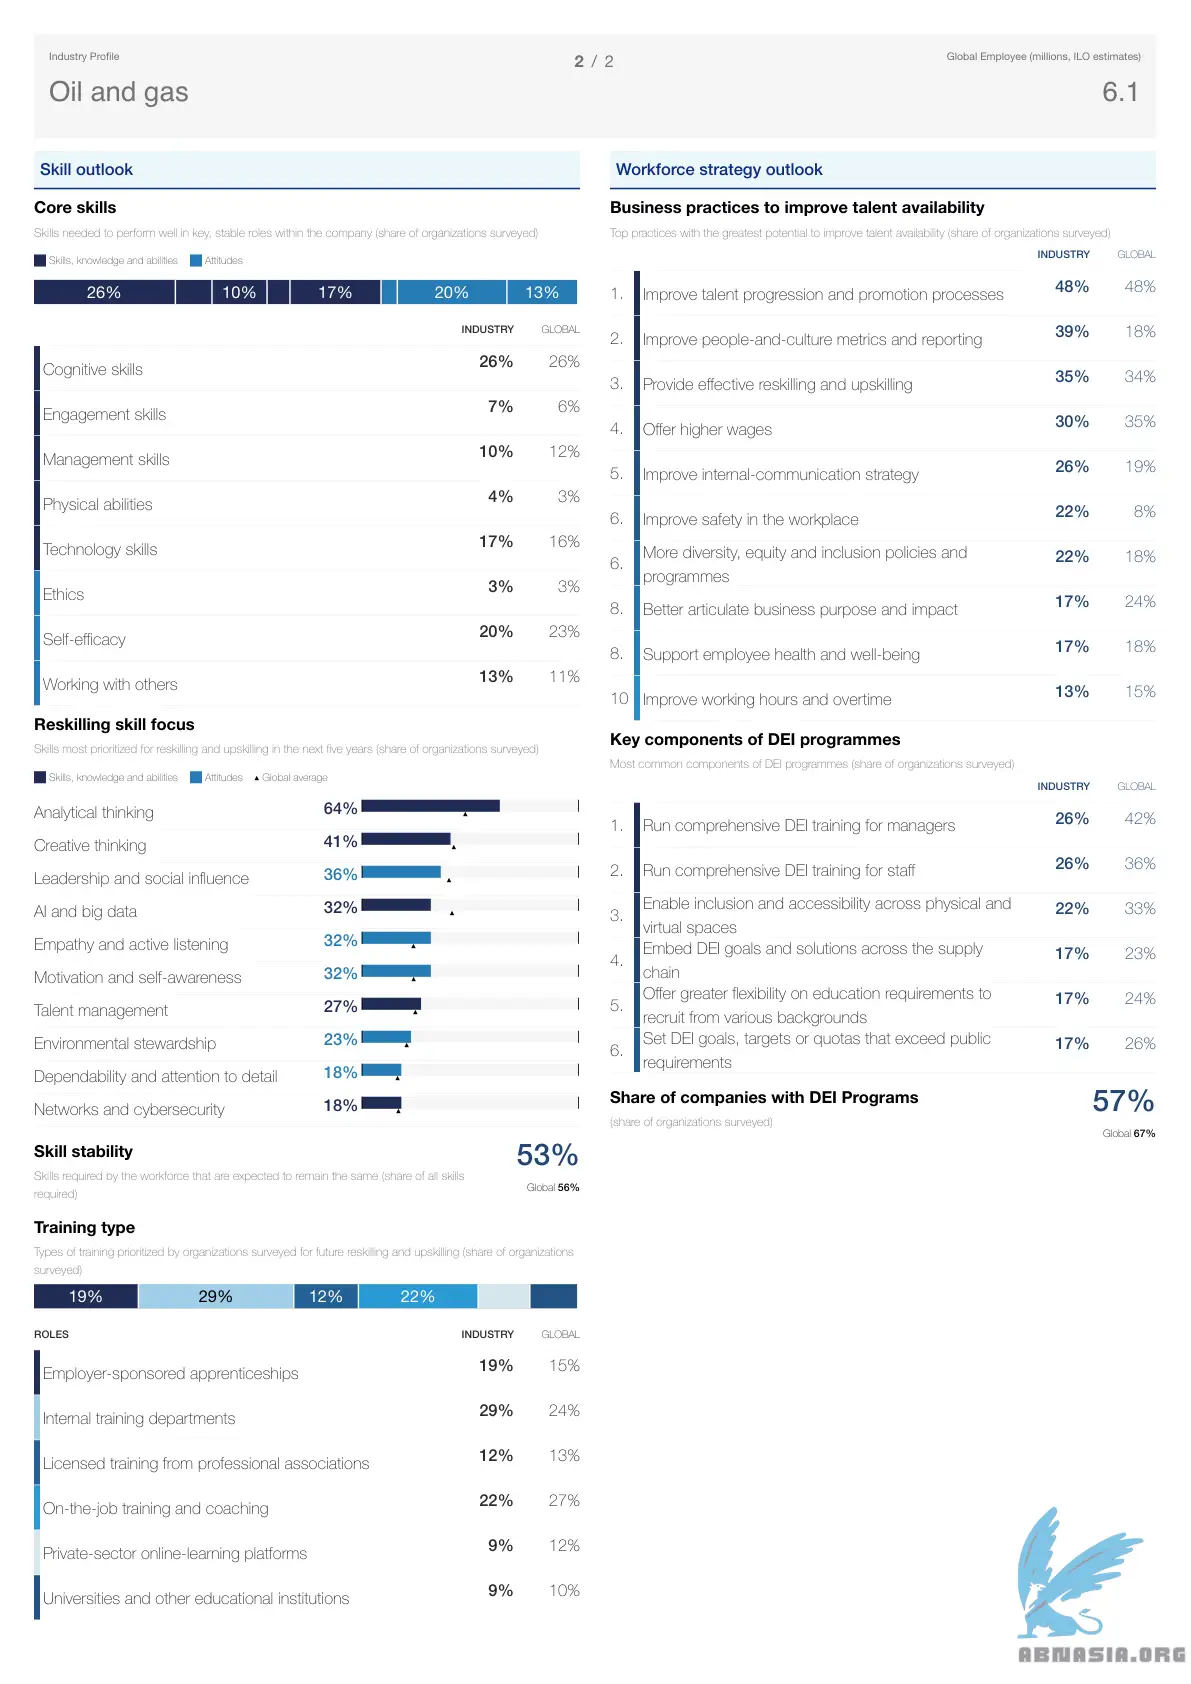 Industry Profile
2 / 2
Global Employee (millions, ILO estimates)
Oil and gas
6.1
Skill outlook
Core skills
Skills needed to perform well in key, stable roles within the company (share of organizations surveyed)
Skills, knowledge and abilities
Attitudes
26% 10% 17% 20% 13%
INDUSTRY GLOBAL
Cognitive skills 26% 26%
Engagement skills 7% 6%
Management skills 10% 12%
Physical abilities 4% 3%
Technology skills 17% 16%
Ethics 3% 3%
Self-efficacy 20% 23%
Working with others 13% 11%
Reskilling skill focus
Skills most prioritized for reskilling and upskilling in the next five years (share of organizations surveyed)
Skills, knowledge and abilities Attitudes Global average
Analytical thinking 64%
Creative thinking 41%
Leadership and social influence 36%
AI and big data 32%
Empathy and active listening 32%
Motivation and self-awareness 32%
Talent management 27%
Environmental stewardship 23%
Dependability and attention to detail 18%
Networks and cybersecurity 18%
Skill stability 53%
Skills required by the workforce that are expected to remain the same (share of all skills
required)
Global 56%
Training type
Types of training prioritized by organizations surveyed for future reskilling and upskilling (share of organizations
surveyed)
19% 29% 12% 22%
ROLES INDUSTRY GLOBAL
Employer-sponsored apprenticeships 19% 15%
Internal training departments 29% 24%
Licensed training from professional associations 12% 13%
On-the-job training and coaching 22% 27%
Private-sector online-learning platforms 9% 12%
Universities and other educational institutions 9% 10%
Workforce strategy outlook
Business practices to improve talent availability
Top practices with the greatest potential to improve talent availability (share of organizations surveyed)
INDUSTRY GLOBAL
1. Improve talent progression and promotion processes 48% 48%
2. Improve people-and-culture metrics and reporting 39% 18%
3. Provide effective reskilling and upskilling 35% 34%
4. Offer higher wages 30% 35%
5. Improve internal-communication strategy 26% 19%
6. Improve safety in the workplace 22% 8%
6. More diversity, equity and inclusion policies and
programmes 22% 18%
8. Better articulate business purpose and impact 17% 24%
8. Support employee health and well-being 17% 18%
10 Improve working hours and overtime 13% 15%
Key components of DEI programmes
Most common components of DEI programmes (share of organizations surveyed)
INDUSTRY GLOBAL
1. Run comprehensive DEI training for managers 26% 42%
2. Run comprehensive DEI training for staff 26% 36%
3. Enable inclusion and accessibility across physical and
virtual spaces 22% 33%
4. Embed DEI goals and solutions across the supply
chain 17% 23%
5. Offer greater flexibility on education requirements to
recruit from various backgrounds 17% 24%
6. Set DEI goals, targets or quotas that exceed public
requirements 17% 26%
Share of companies with DEI Programs 57%
(share of organizations surveyed)
Global 67%
ABNASIA.ORG